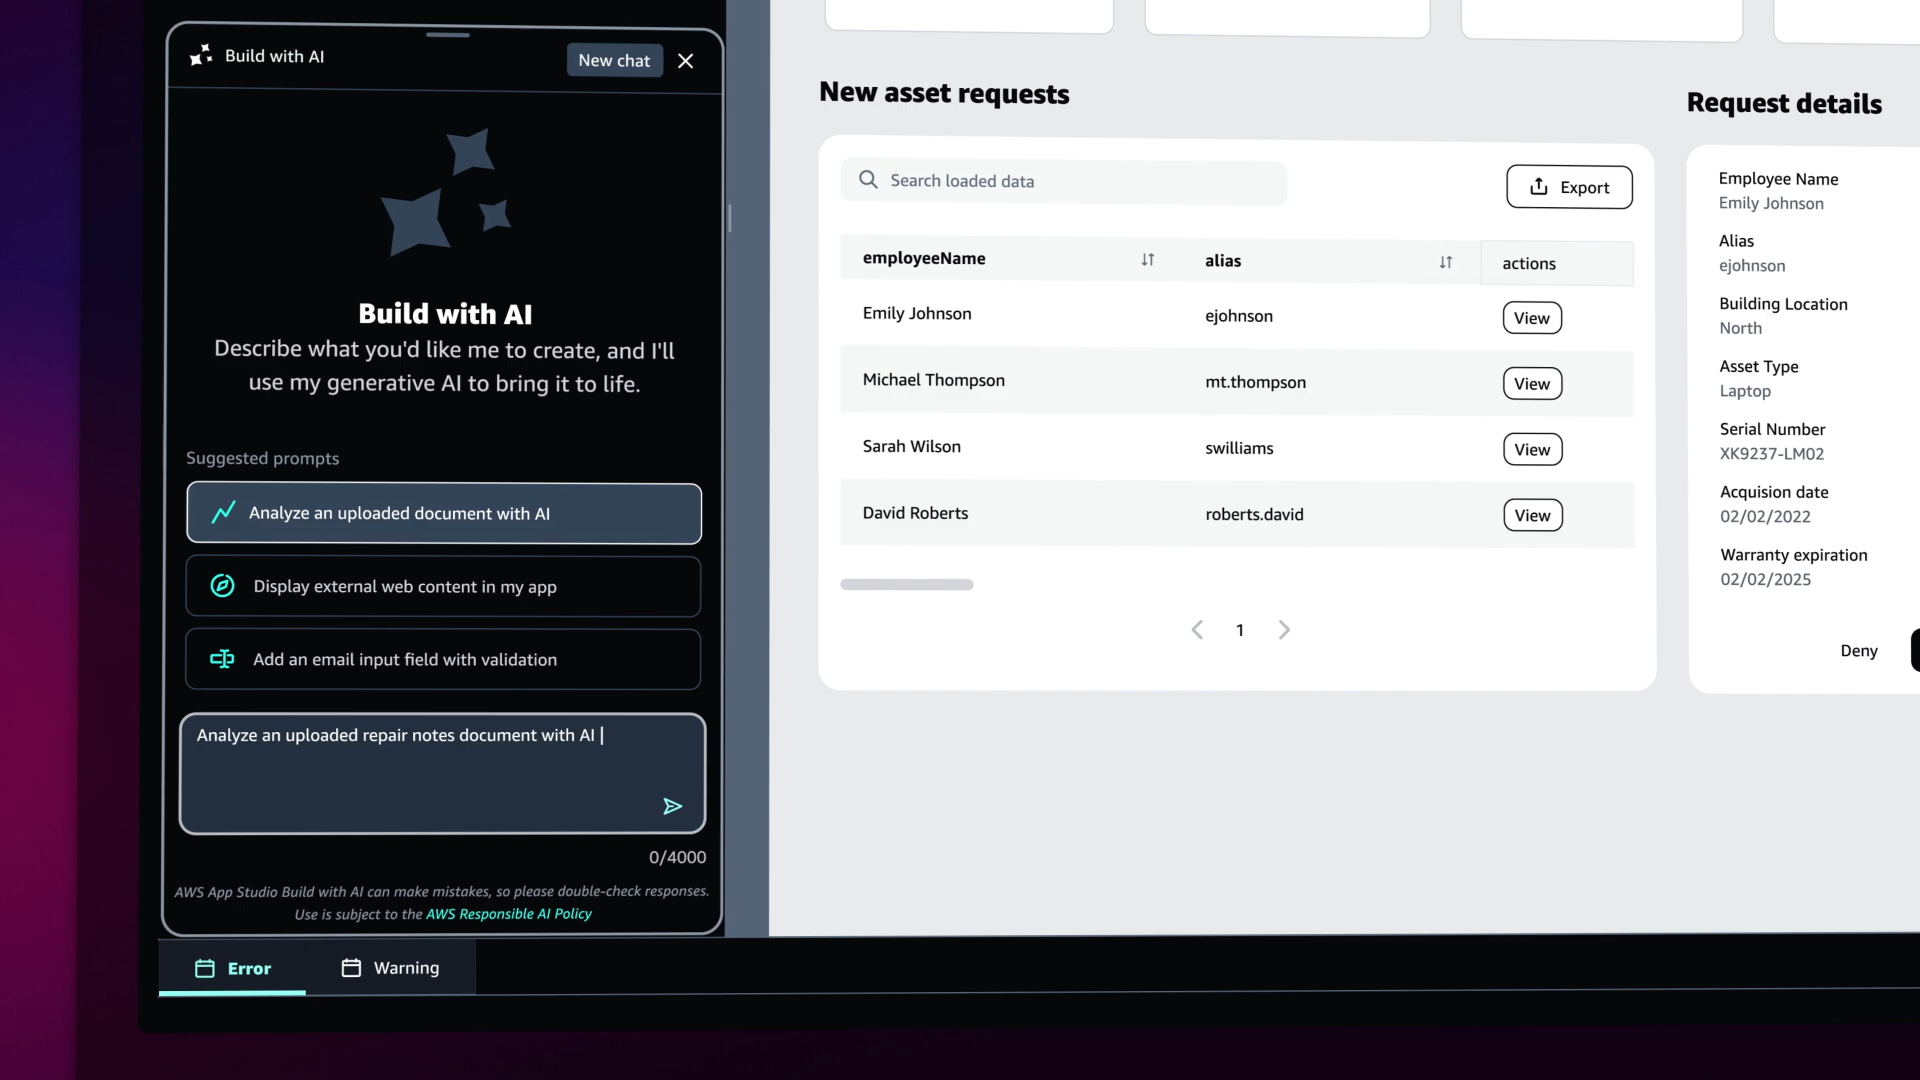 Build with AI
New chat
Build with AI
Describe what you'd like me to create, and I'll
use my generative AI to bring it to life.
Suggested prompts
Analyze an uploaded document with AI
Display external web content in my app
Add an email input field with validation
Analyze an uploaded repair notes document with AI
0/4000
AWS App Studio Build with AI can make mistakes, so please double-check responses.
Use is subject to the AWS Responsible AI Policy
Error
Warning
New asset requests
Search loaded data
Export
employeeName alias actions
Emily Johnson ejohnson View
Michael Thompson mt.thompson View
Sarah Wilson swilliams View
David Roberts roberts.david View
1
Request details
Employee Name
Emily Johnson
Alias
ejohnson
Building Location
North
Asset Type
Laptop
Serial Number
XK9237-LM02
Acquision date
02/02/2022
Warranty expiration
02/02/2025
Deny